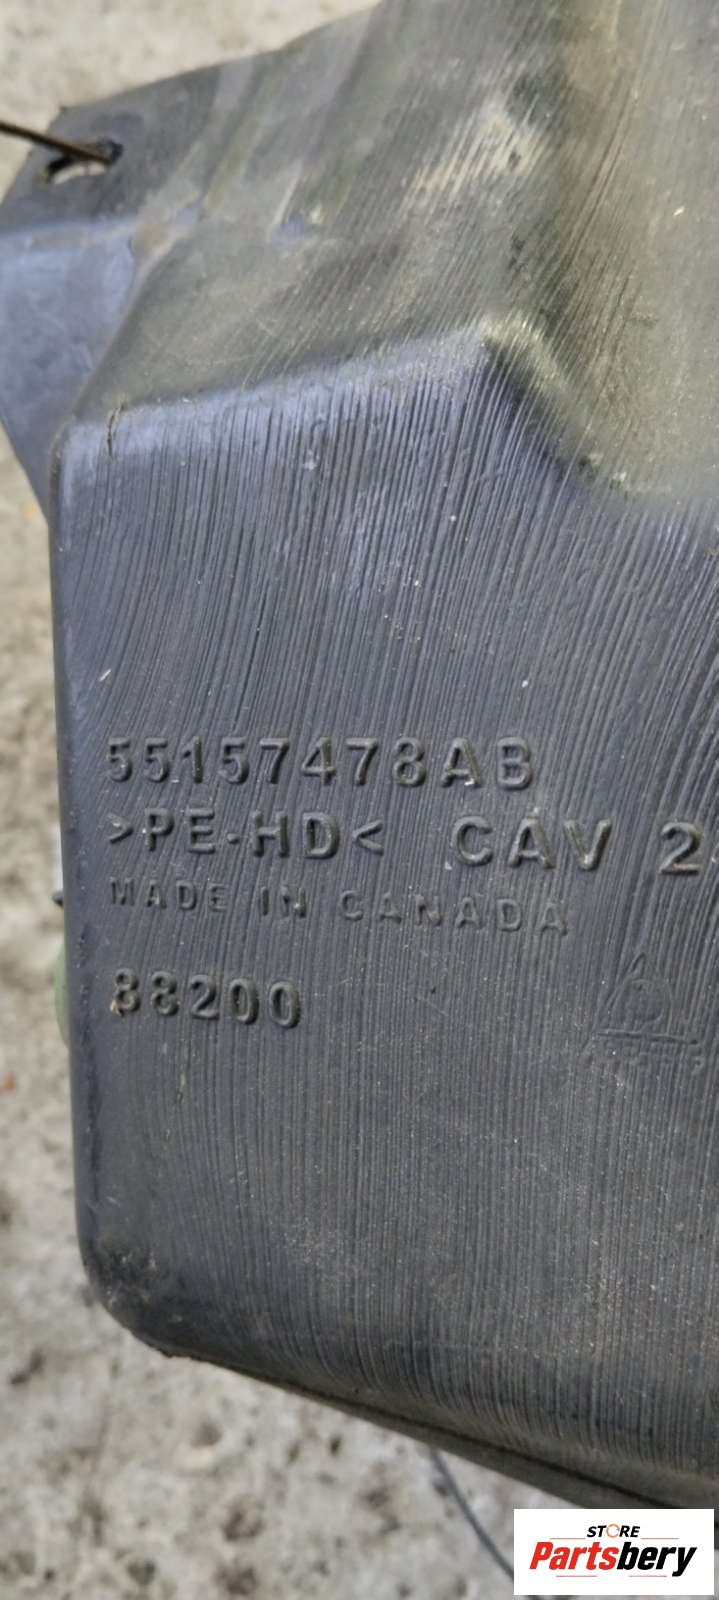 55157478AB
>PE-HD< CAV 2
MADE IN CANADA
88200
STORE
Partsbery